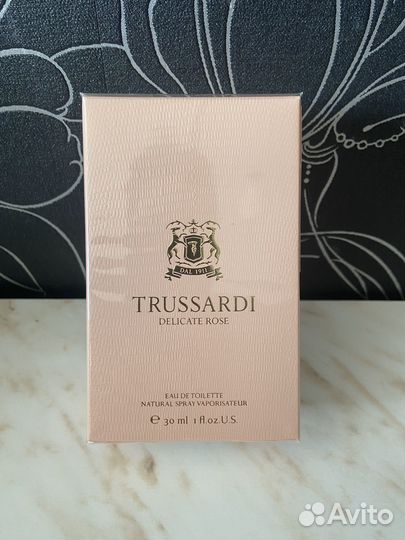 DAL 1911
TRUSSARDI
DELICATE ROSE
EAU DE TOILETTE
NATURAL SPRAY VAPORISATEUR
℮ 30 ml 1 fl.oz.U.S.
Avito